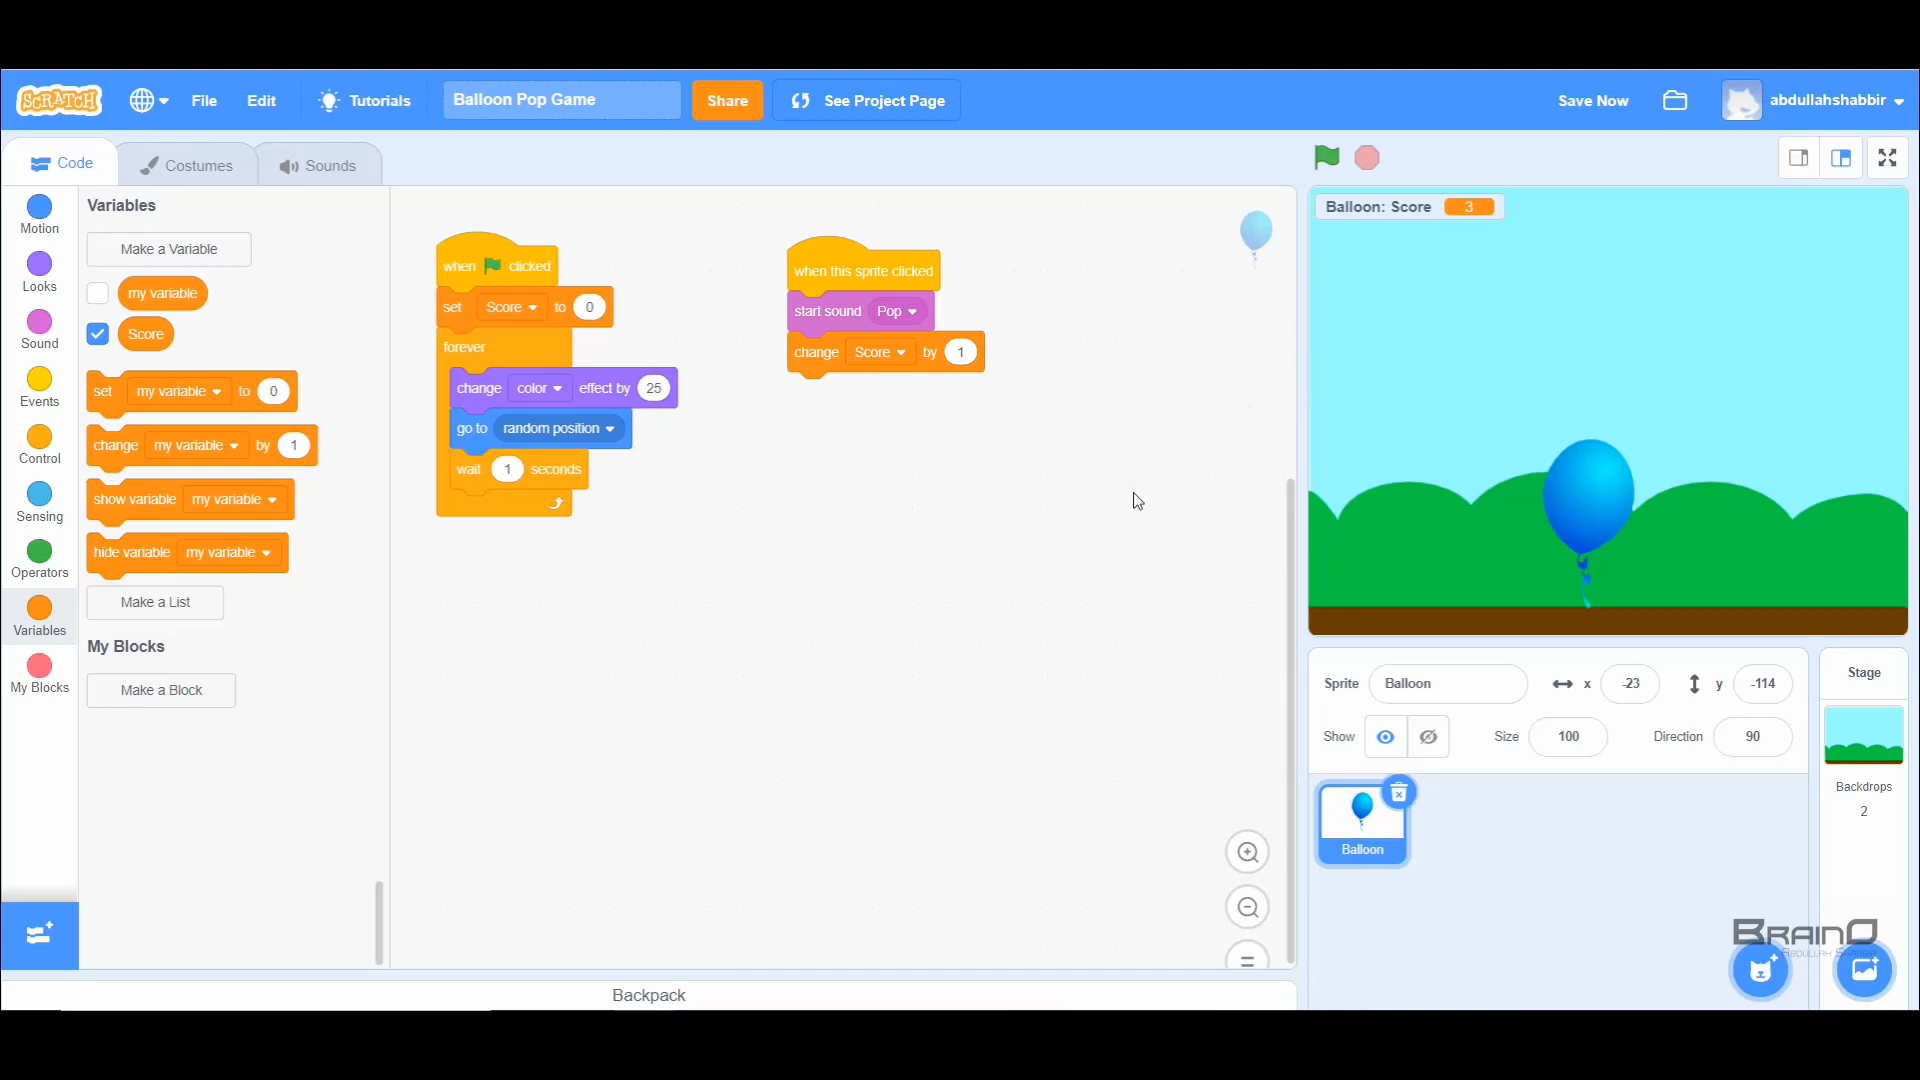 SCRATCH
File
Edit
Tutorials
Balloon Pop Game
Share
See Project Page
Save Now
abdullahshabbir
Code
Costumes
Sounds
Motion
Looks
Sound
Events
Control
Sensing
Operators
Variables
My Blocks
Variables
Make a Variable
my variable
Score
set my variable to 0
change my variable by 1
show variable my variable
hide variable my variable
Make a List
My Blocks
Make a Block
when clicked
set Score to 0
forever
change color effect by 25
go to random position
wait 1 seconds
when this sprite clicked
start sound Pop
change Score by 1
Balloon: Score 3
Sprite Balloon x -23 y -114
Show Size 100 Direction 90
Balloon
Stage
Backdrops
2
BrainO
Abdullah Shabbir
Backpack